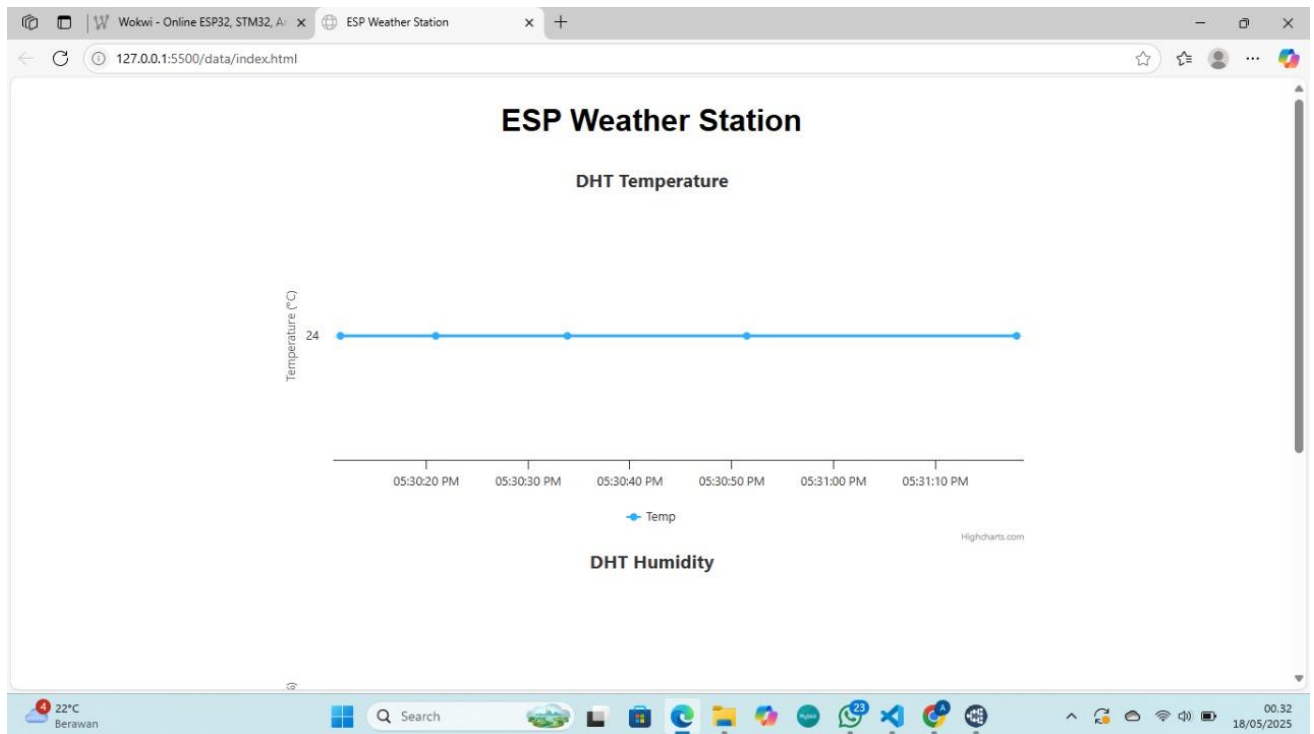 Wokwi - Online ESP32, STM32, Ar
ESP Weather Station
127.0.0.1:5500/data/index.html
ESP Weather Station
DHT Temperature
Temperature (°C)
24
05:30:20 PM 05:30:30 PM 05:30:40 PM 05:30:50 PM 05:31:00 PM 05:31:10 PM
Temp
Highcharts.com
DHT Humidity
4
22°C
Berawan
Search
23
A
00.32
18/05/2025